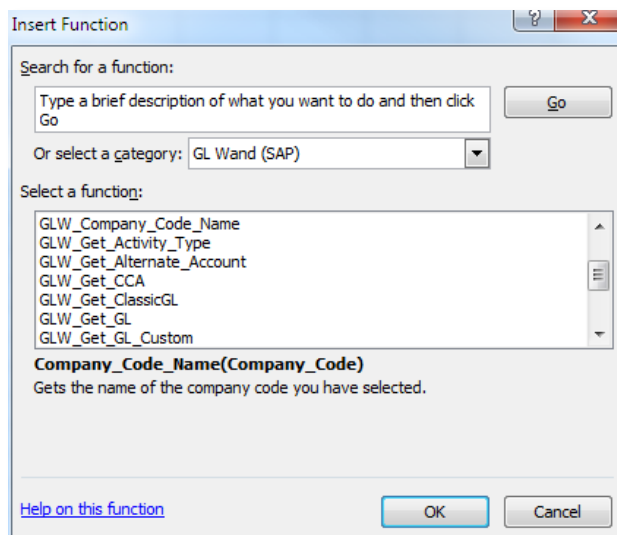 Insert Function
? X
Search for a function:
Type a brief description of what you want to do and then click
Go
Go
Or select a category: GL Wand (SAP)
Select a function:
GLW_Company_Code_Name
GLW_Get_Activity_Type
GLW_Get_Alternate_Account
GLW_Get_CCA
GLW_Get_ClassicGL
GLW_Get_GL
GLW_Get_GL_Custom
Company_Code_Name(Company_Code)
Gets the name of the company code you have selected.
Help on this function
OK Cancel